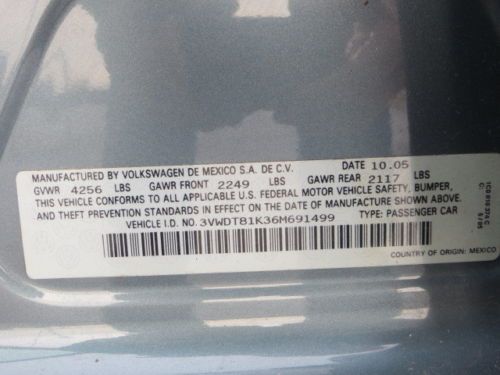 MANUFACTURED BY VOLKSWAGEN DE MEXICO S.A. DE C.V. DATE 10.05
GVWR 4256 LBS GAWR FRONT 2249 LBS GAWR REAR 2117 LBS
THIS VEHICLE CONFORMS TO ALL APPLICABLE U.S. FEDERAL MOTOR VEHICLE SAFETY, BUMPER,
AND THEFT PREVENTION STANDARDS IN EFFECT ON THE DATE OF MANUFACTURE SHOWN ABOVE.
VEHICLE I.D. NO. 3VWDT81K36M691499 TYPE: PASSENGER CAR
COUNTRY OF ORIGIN: MEXICO